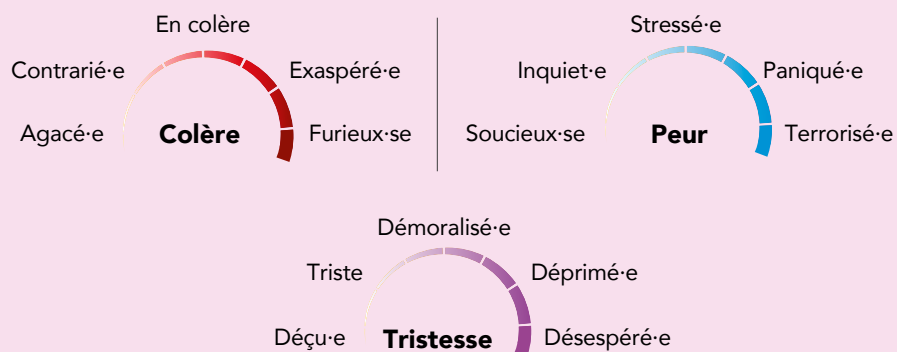 En colère
Contrarié·e
Exaspéré·e
Agacé·e
Colère
Furieux·se
Stressé·e
Inquiet·e
Paniqué·e
Soucieux·se
Peur
Terrorisé·e
Démoralisé·e
Triste
Déprimé·e
Déçu·e
Tristesse
Désespéré·e